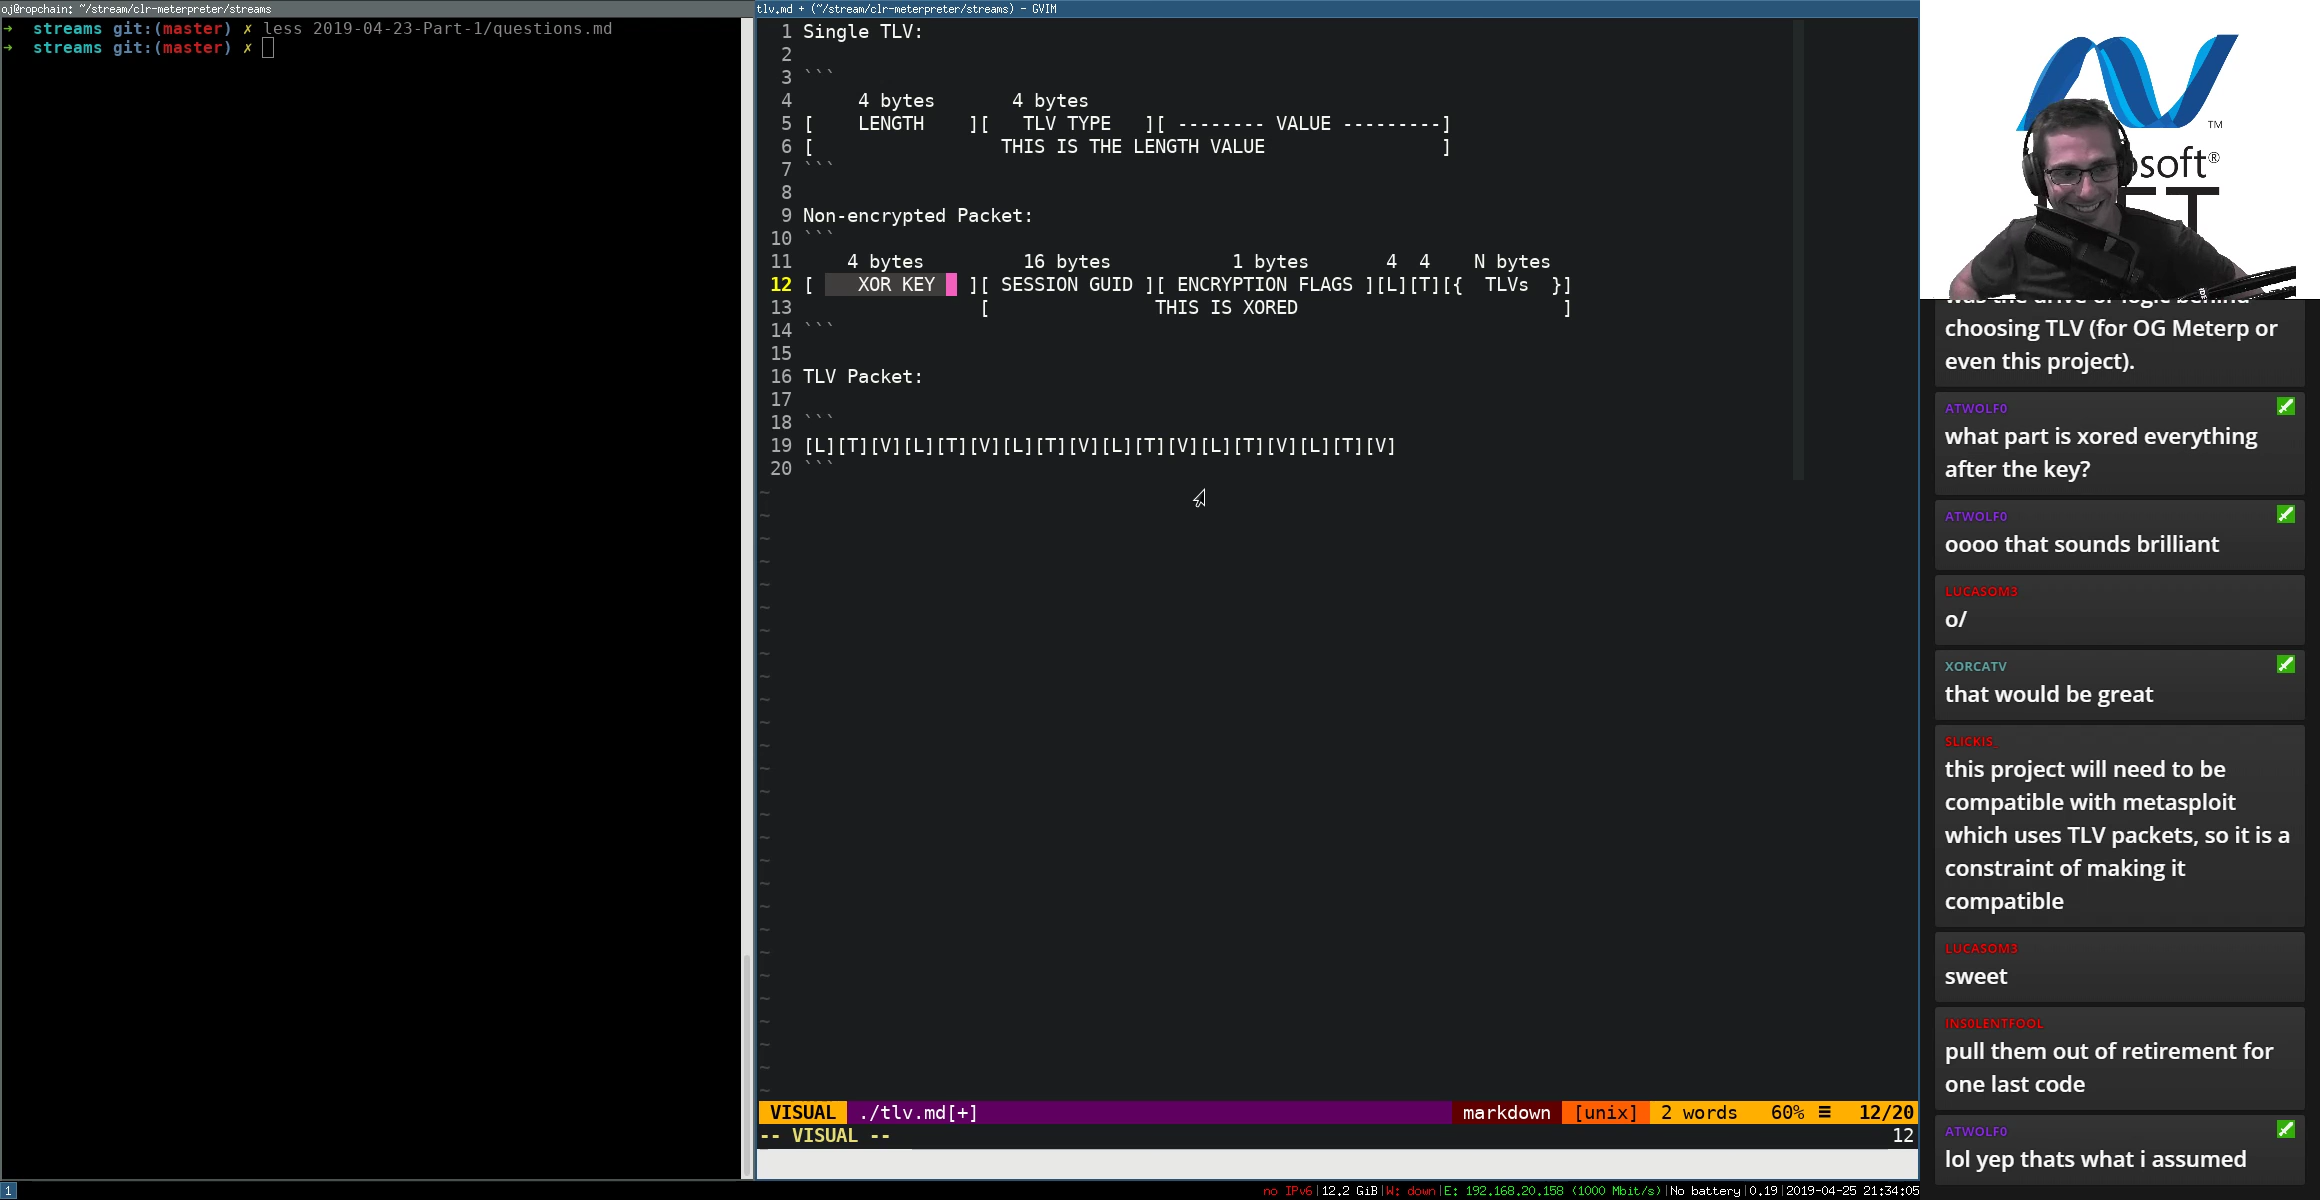 oj@ropchain: ~/stream/clr-meterpreter/streams
➜  streams git:(master) ✗ less 2019-04-23-Part-1/questions.md
➜  streams git:(master) ✗
tlv.md + (~/stream/clr-meterpreter/streams) - GVIM
1 Single TLV:
2
3 ```
4      4 bytes       4 bytes
5 [    LENGTH    ][   TLV TYPE   ][ -------- VALUE ---------]
6 [                 THIS IS THE LENGTH VALUE                ]
7 ```
8
9 Non-encrypted Packet:
10 ```
11     4 bytes         16 bytes           1 bytes       4  4    N bytes
12 [    XOR KEY   ][ SESSION GUID ][ ENCRYPTION FLAGS ][L][T][{  TLVs  }]
13                 [               THIS IS XORED                        ]
14 ```
15
16 TLV Packet:
17
18 ```
19 [L][T][V][L][T][V][L][T][V][L][T][V][L][T][V][L][T][V]
20 ```
VISUAL ./tlv.md[+] markdown [unix] 2 words 60% ≡ 12/20
-- VISUAL -- 12
TM
osoft®
choosing TLV (for OG Meterp or
even this project).
ATWOLF0
what part is xored everything
after the key?
ATWOLF0
oooo that sounds brilliant
LUCASOM3
o/
XORCATV
that would be great
SLICKIS_
this project will need to be
compatible with metasploit
which uses TLV packets, so it is a
constraint of making it
compatible
LUCASOM3
sweet
INS0LENTFOOL
pull them out of retirement for
one last code
ATWOLF0
lol yep thats what i assumed
1
no IPv6|12.2 GiB|W: down|E: 192.168.20.158 (1000 Mbit/s)|No battery|0.19|2019-04-25 21:34:05